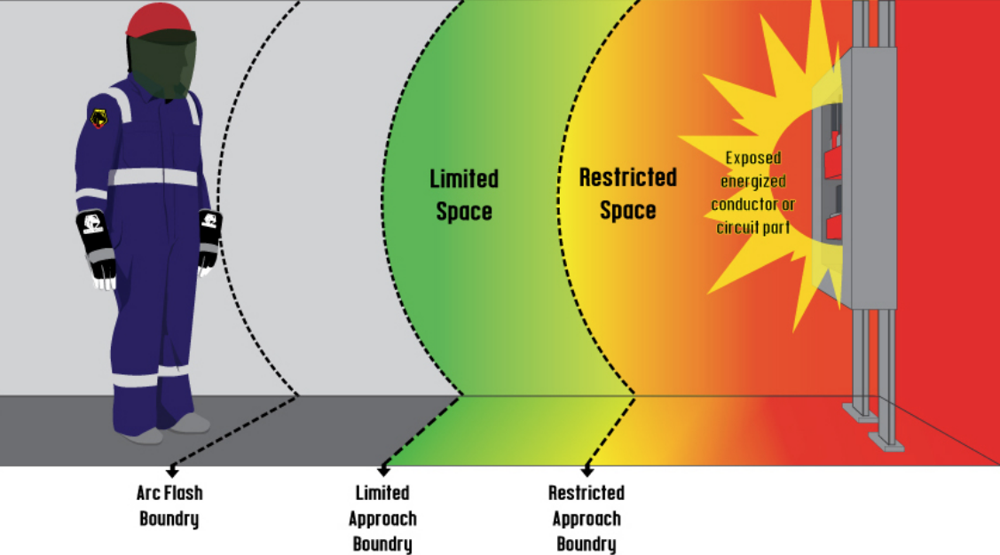 Limited
Space
Restricted
Space
Exposed
energized
conductor or
circuit part
Arc Flash
Boundry
Limited
Approach
Boundry
Restricted
Approach
Boundry